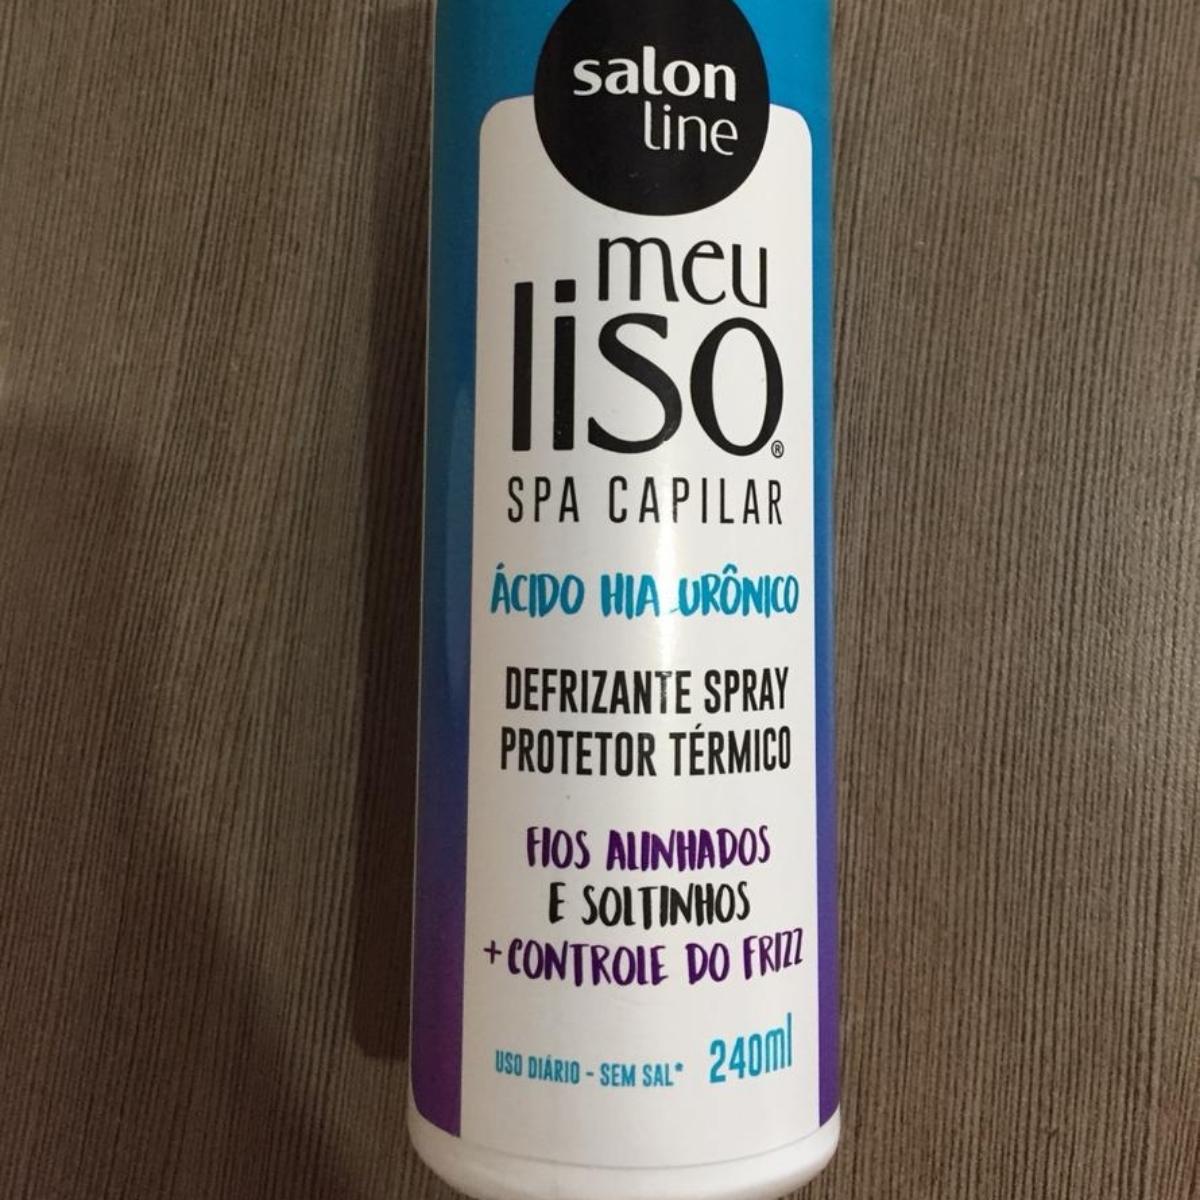 salon
line
meu
liso®
SPA CAPILAR
ÁCIDO HIALURÔNICO
DEFRIZANTE SPRAY
PROTETOR TÉRMICO
FIOS ALINHADOS
E SOLTINHOS
+CONTROLE DO FRIZZ
USO DIÁRIO - SEM SAL* 240ml